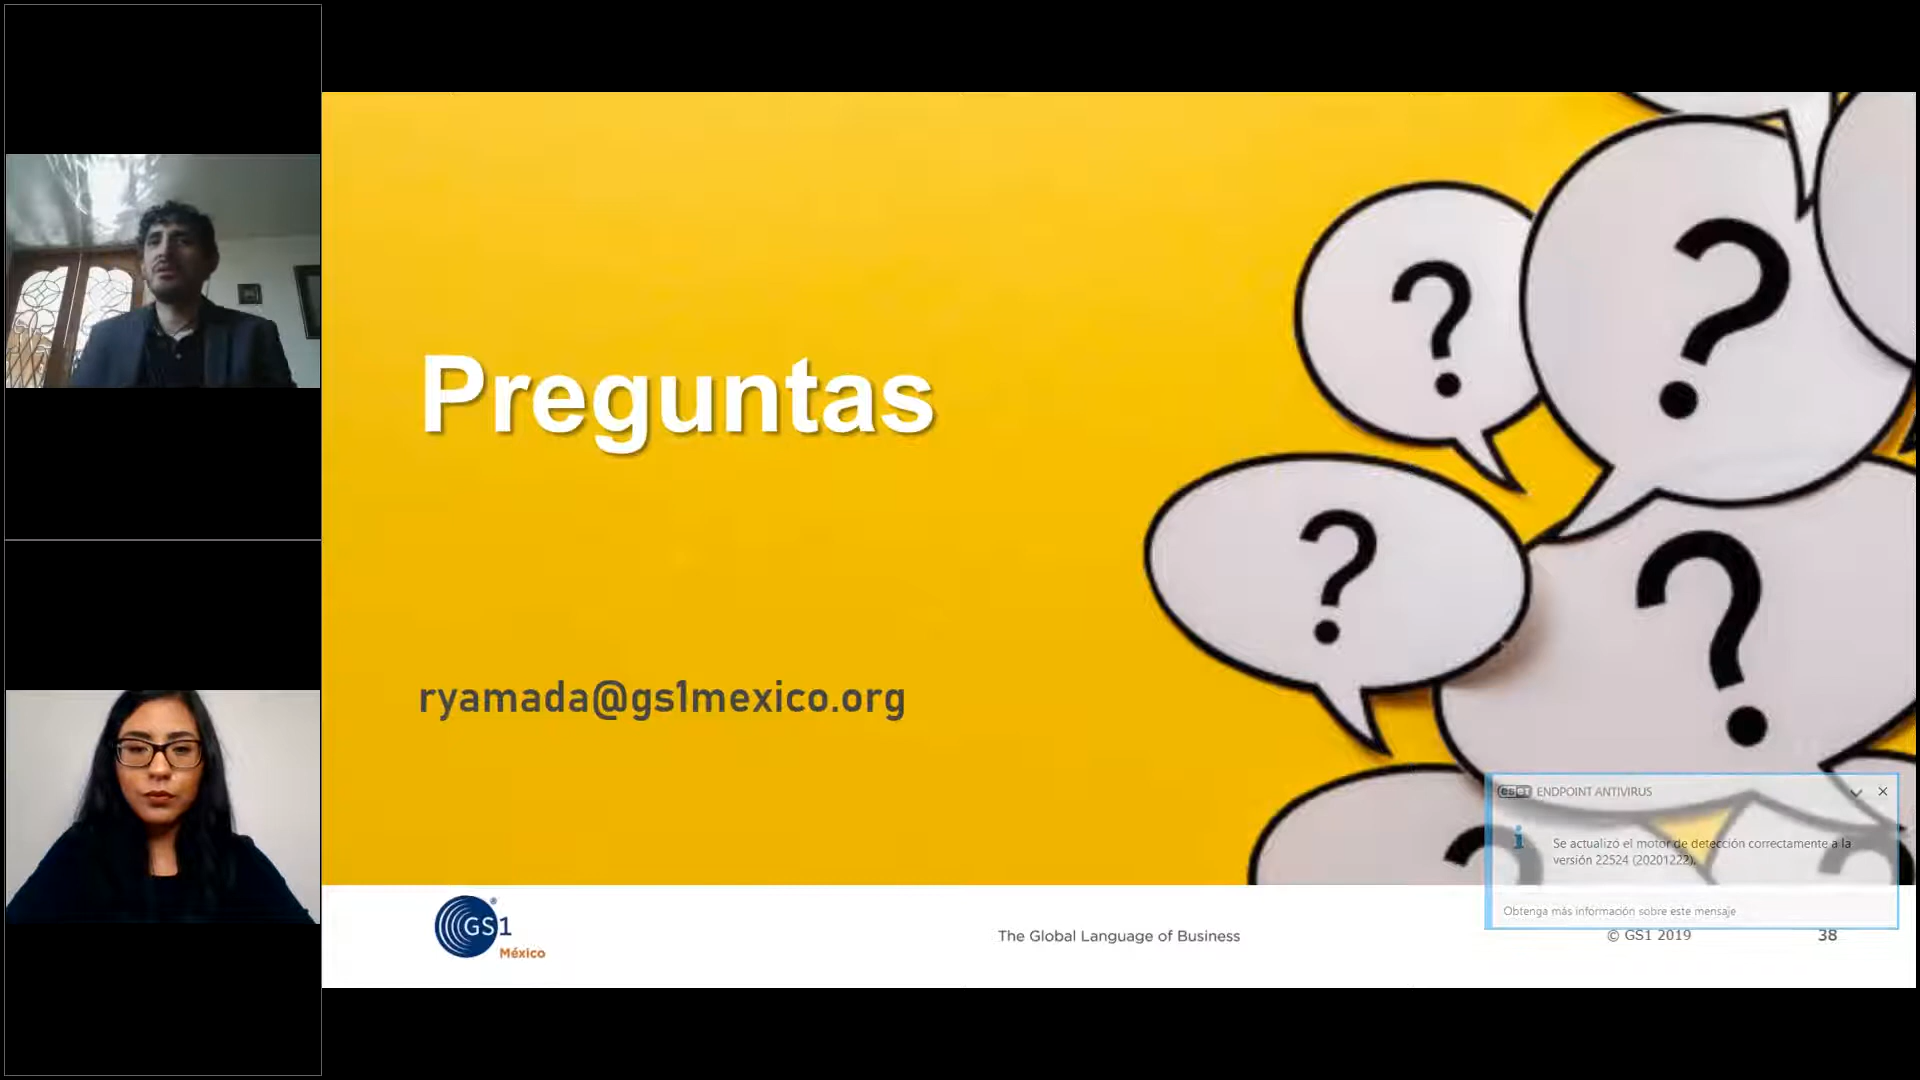 Preguntas
? ? ? ?
ryamada@gs1mexico.org
eset ENDPOINT ANTIVIRUS
Se actualizó el motor de detección correctamente a la
versión 22524 (20201222).
Obtenga más información sobre este mensaje
GS1®
México
The Global Language of Business
© GS1 2019
38